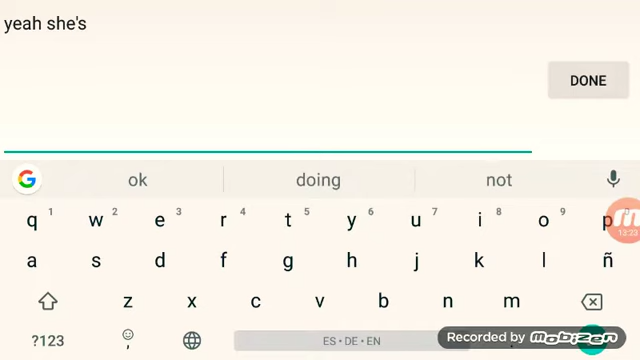 yeah she's
DONE
G ok doing not
q 1 w 2 e 3 r 4 t 5 y 6 u 7 i 8 o 9 p
12:23
a s d f g h j k l ñ
z x c v b n m
?123 , ES • DE • EN .
Recorded by Mobizen